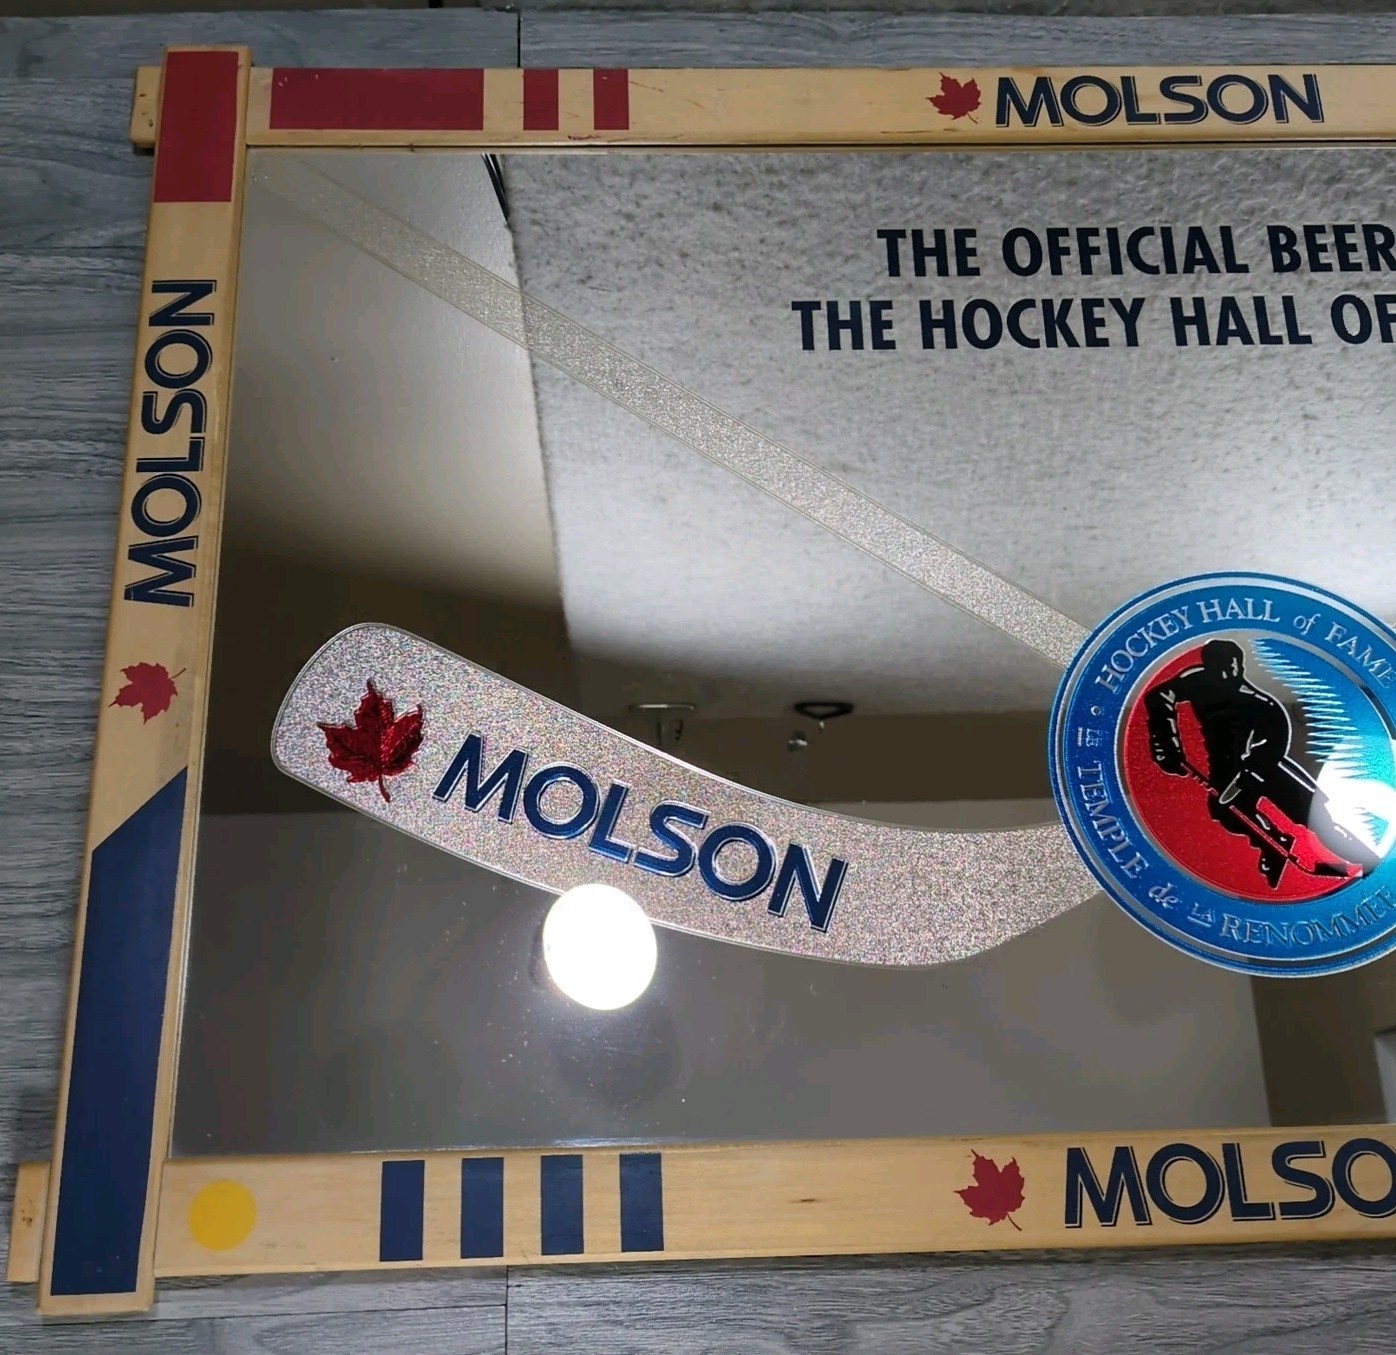 MOLSON
THE OFFICIAL BEER
THE HOCKEY HALL OF
MOLSON
HOCKEY HALL of FAME
LE TEMPLE de LA RENOMMÉE
MOLSON
MOLSO